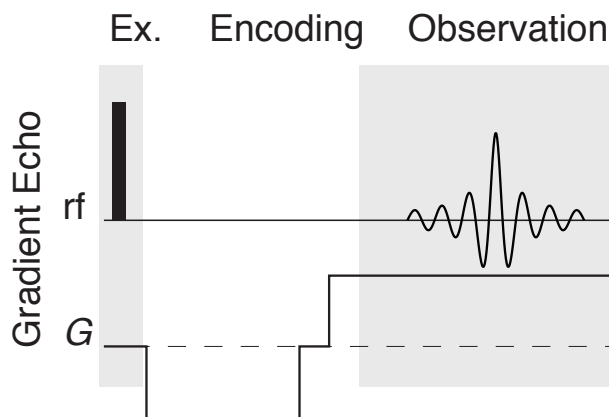 Ex. Encoding Observation
Gradient Echo
rf
G